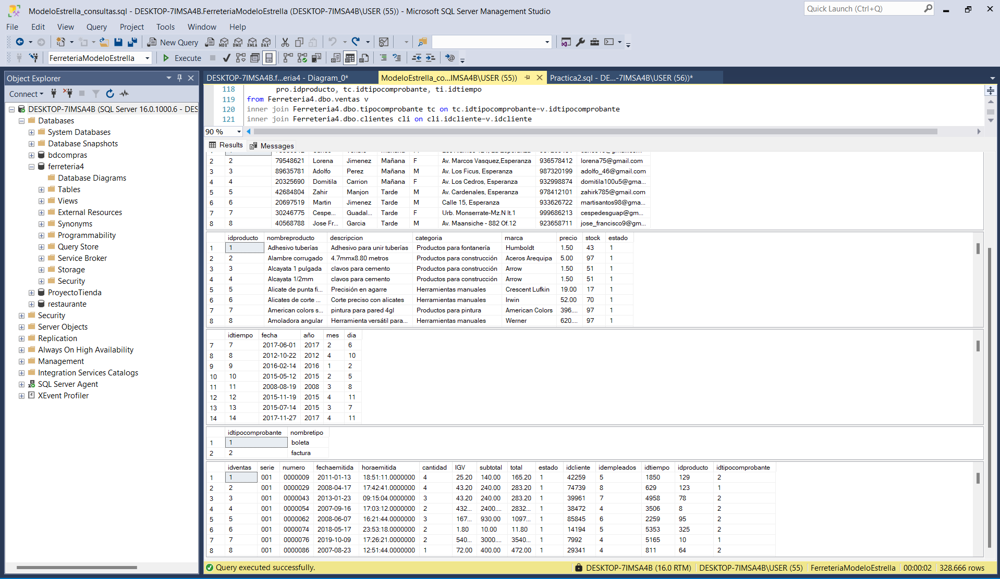 ModeloEstrella_consultas.sql - DESKTOP-7IMSA4B.FerreteriaModeloEstrella (DESKTOP-7IMSA4B\USER (55)) - Microsoft SQL Server Management Studio
Quick Launch (Ctrl+Q)
File Edit View Query Project Tools Window Help
New Query
MDX DMX XMLA DAX
FerreteriaModeloEstrella
Execute
Object Explorer
Connect
DESKTOP-7IMSA4B (SQL Server 16.0.1000.6 - DES
Databases
System Databases
Database Snapshots
bdcompras
ferreteria4
Database Diagrams
Tables
Views
External Resources
Synonyms
Programmability
Query Store
Service Broker
Storage
Security
ProyectoTienda
restaurante
Security
Server Objects
Replication
Always On High Availability
Management
Integration Services Catalogs
SQL Server Agent
XEvent Profiler
DESKTOP-7IMSA4B.f...eria4 - Diagram_0*
ModeloEstrella_co...IMSA4B\USER (55))
Practica2.sql - DE...-7IMSA4B\USER (56))*
118 pro.idproducto, tc.idtipocomprobante, ti.idtiempo
119 from Ferreteria4.dbo.ventas v
120 inner join Ferreteria4.dbo.tipocomprobante tc on tc.idtipocomprobante=v.idtipocomprobante
121 inner join Ferreteria4.dbo.clientes cli on cli.idcliente=v.idcliente
90 %
Results Messages
2 2 79548621 Lorena Jimenez Mañana F Av. Marcos Vasquez,Esperanza 936578412 lorena75@gmail.com
3 3 89635781 Adolfo Perez Mañana M Av. Los Ficus, Esperanza 987320199 adolfo_46@gmail.com
4 4 20325690 Domitila Carrion Mañana F Av. Los Cedros, Esperanza 932998874 domitila100u5@gma...
5 5 42684804 Zahir Manjon Tarde M Av. Cardenales, Esperanza 978412101 zahirk785@gmail.com
6 6 20697519 Martin Jimenez Tarde M Calle 15, Esperanza 933626722 martisantos98@gma...
7 7 30246775 Cespe... Guadal... Tarde F Urb. Monserrate-Mz.N lt.1 999686213 cespedesguap@gm...
8 8 40568788 Jose Fr... Garcia Tarde M Av. Maansiche - 882 Of.12 923658711 jose_francisco9@gm...
idproducto nombreproducto descripcion categoria marca precio stock estado
1 1 Adhesivo tuberías Adhesivo para unir tuberías Productos para fontanería Humboldt 1.50 43 1
2 2 Alambre corrugado 4.7mmx8.80 metros Productos para construcción Aceros Arequipa 5.00 97 1
3 3 Alcayata 1 pulgada clavos para cemento Productos para construcción Arrow 1.50 51 1
4 4 Alcayata 1/2mm clavos para cemento Productos para construcción Arrow 1.50 51 1
5 5 Alicate de punta fi... Precisión en agarre Herramientas manuales Crescent Lufkin 19.00 17 1
6 6 Alicates de corte ... Corte preciso con alicates Herramientas manuales Irwin 52.00 70 1
7 7 American colors s... pintura para pared 4gl Productos para pintura American Colors 396.... 97 1
8 8 Amoladora angular Herramienta versátil para... Herramientas manuales Werner 620.... 97 1
idtiempo fecha año mes dia
7 7 2017-06-01 2017 2 6
8 8 2012-10-22 2012 4 10
9 9 2016-02-14 2016 1 2
10 10 2015-05-12 2015 2 5
11 11 2008-08-19 2008 3 8
12 12 2015-11-19 2015 4 11
13 13 2015-07-14 2015 3 7
14 14 2017-11-27 2017 4 11
idtipocomprobante nombretipo
1 1 boleta
2 2 factura
idventas serie numero fechaemitida horaemitida cantidad IGV subtotal total estado idcliente idempleados idtiempo idproducto idtipocomprobante
1 1 001 0000009 2011-01-13 18:51:11.0000000 4 25.20 140.00 165.20 1 42259 5 1850 129 2
2 2 001 0000029 2008-04-17 17:42:41.0000000 4 43.20 240.00 283.20 1 74739 8 629 123 1
3 3 001 0000043 2013-01-23 09:15:04.0000000 3 43.20 240.00 283.20 1 39961 7 4958 78 2
4 4 001 0000054 2007-09-16 17:03:12.0000000 2 432... 2400.... 2832... 1 38472 4 3506 8 2
5 5 001 0000062 2008-06-07 16:21:44.0000000 3 167... 930.00 1097... 1 85845 6 2259 95 2
6 6 001 0000074 2018-05-17 23:53:18.0000000 2 1.80 10.00 11.80 1 14194 5 5353 325 2
7 7 001 0000076 2019-10-09 17:26:21.0000000 2 540... 3000.... 3540... 1 7992 4 5165 10 1
8 8 001 0000086 2007-08-23 12:51:44.0000000 1 72.00 400.00 472.00 1 29341 4 811 64 2
Query executed successfully.
DESKTOP-7IMSA4B (16.0 RTM) DESKTOP-7IMSA4B\USER (55) FerreteriaModeloEstrella 00:00:02 328.666 rows